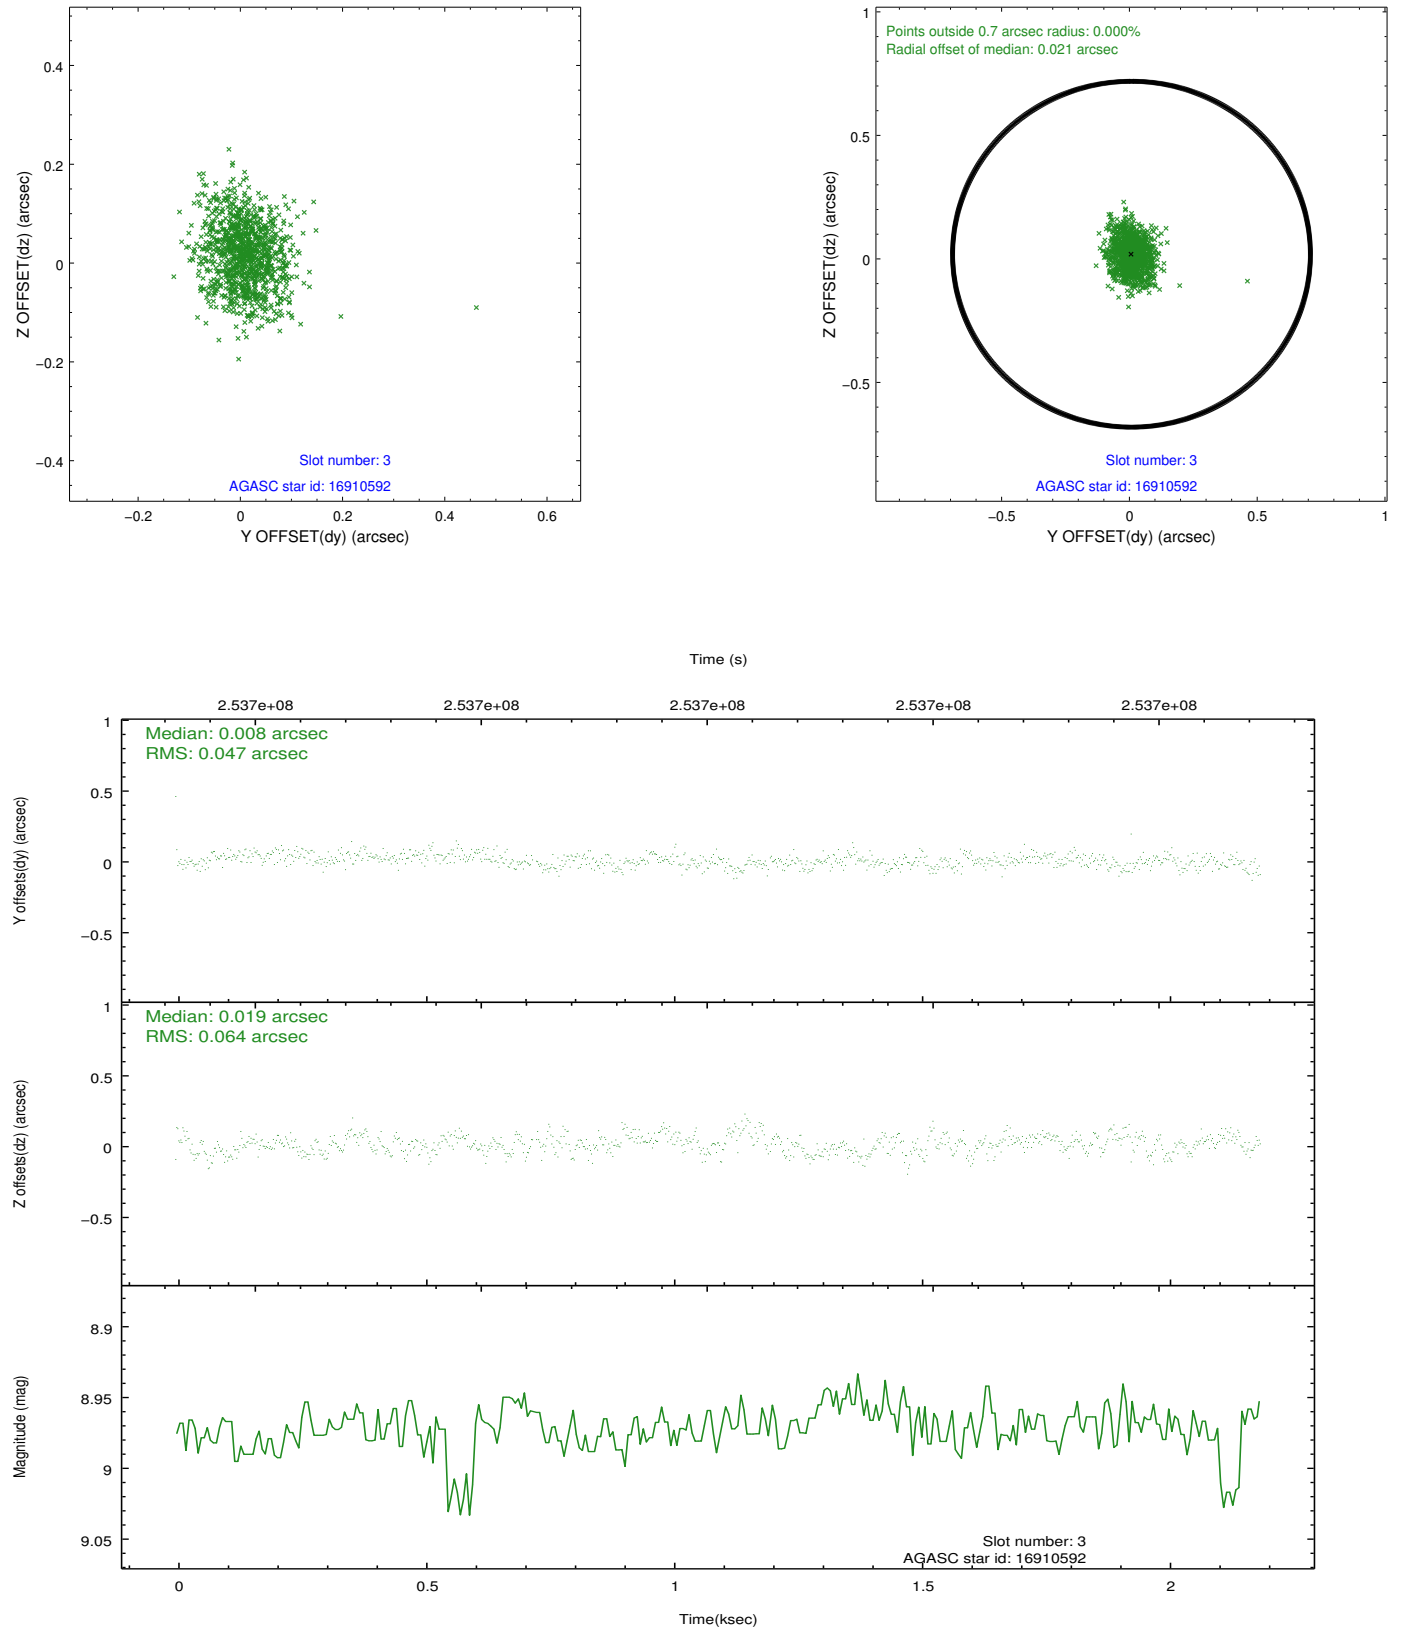 0.4
0.2
0
−0.2
−0.4
Z OFFSET(dz) (arcsec)
Slot number: 3
AGASC star id: 16910592
−0.2
0
0.2
0.4
0.6
Y OFFSET(dy) (arcsec)
1
0.5
0
−0.5
Z OFFSET(dz) (arcsec)
Points outside 0.7 arcsec radius: 0.000%
Radial offset of median: 0.021 arcsec
Slot number: 3
AGASC star id: 16910592
−0.5
0
0.5
1
Y OFFSET(dy) (arcsec)
Time (s)
2.537e+08
2.537e+08
2.537e+08
2.537e+08
2.537e+08
1
0.5
0
−0.5
Y offsets(dy) (arcsec)
Median: 0.008 arcsec
RMS: 0.047 arcsec
1
0.5
0
−0.5
Z offsets(dz) (arcsec)
Median: 0.019 arcsec
RMS: 0.064 arcsec
8.9
8.95
9
9.05
Magnitude (mag)
Slot number: 3
AGASC star id: 16910592
0
0.5
1
1.5
2
Time(ksec)